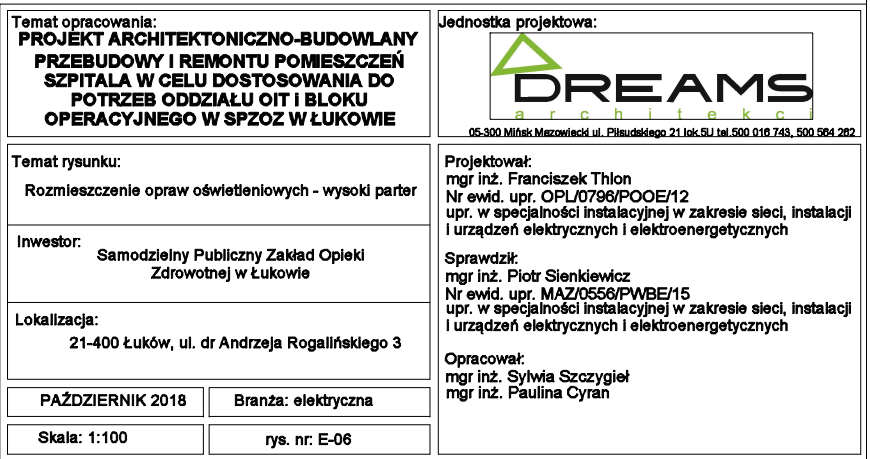 Temat opracowania:
PROJEKT ARCHITEKTONICZNO-BUDOWLANY
PRZEBUDOWY I REMONTU POMIESZCZEŃ
SZPITALA W CELU DOSTOSOWANIA DO
POTRZEB ODDZIAŁU OIT i BLOKU
OPERACYJNEGO W SPZOZ W ŁUKOWIE
Jednostka projektowa:
DREAMS
architekci
05-300 Mińsk Mazowiecki ul. Piłsudskiego 21 lok.5U tel.500 016 743, 500 564 262
Temat rysunku:
Rozmieszczenie opraw oświetleniowych - wysoki parter
Inwestor:
Samodzielny Publiczny Zakład Opieki
Zdrowotnej w Łukowie
Lokalizacja:
21-400 Łuków, ul. dr Andrzeja Rogalińskiego 3
PAŹDZIERNIK 2018
Branża: elektryczna
Skala: 1:100
rys. nr: E-06
Projektował:
mgr inż. Franciszek Thlon
Nr ewid. upr. OPL/0796/POOE/12
upr. w specjalności instalacyjnej w zakresie sieci, instalacji
i urządzeń elektrycznych i elektroenergetycznych
Sprawdził:
mgr inż. Piotr Sienkiewicz
Nr ewid. upr. MAZ/0556/PWBE/15
upr. w specjalności instalacyjnej w zakresie sieci, instalacji
i urządzeń elektrycznych i elektroenergetycznych
Opracował:
mgr inż. Sylwia Szczygieł
mgr inż. Paulina Cyran